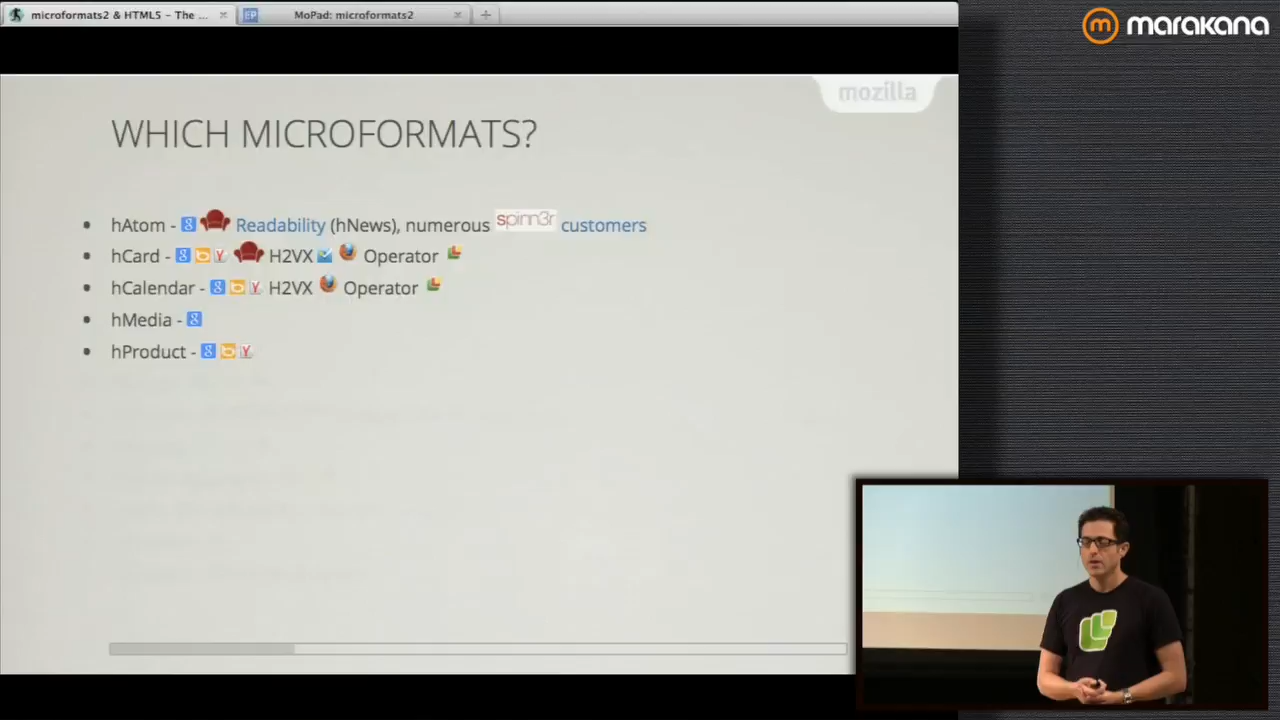 microformats2 & HTML5 - The ...
MoPad: microformats2
marakana
mozilla
WHICH MICROFORMATS?
hAtom - Readability (hNews), numerous spinn3r customers
hCard - H2VX Operator
hCalendar - H2VX Operator
hMedia -
hProduct -